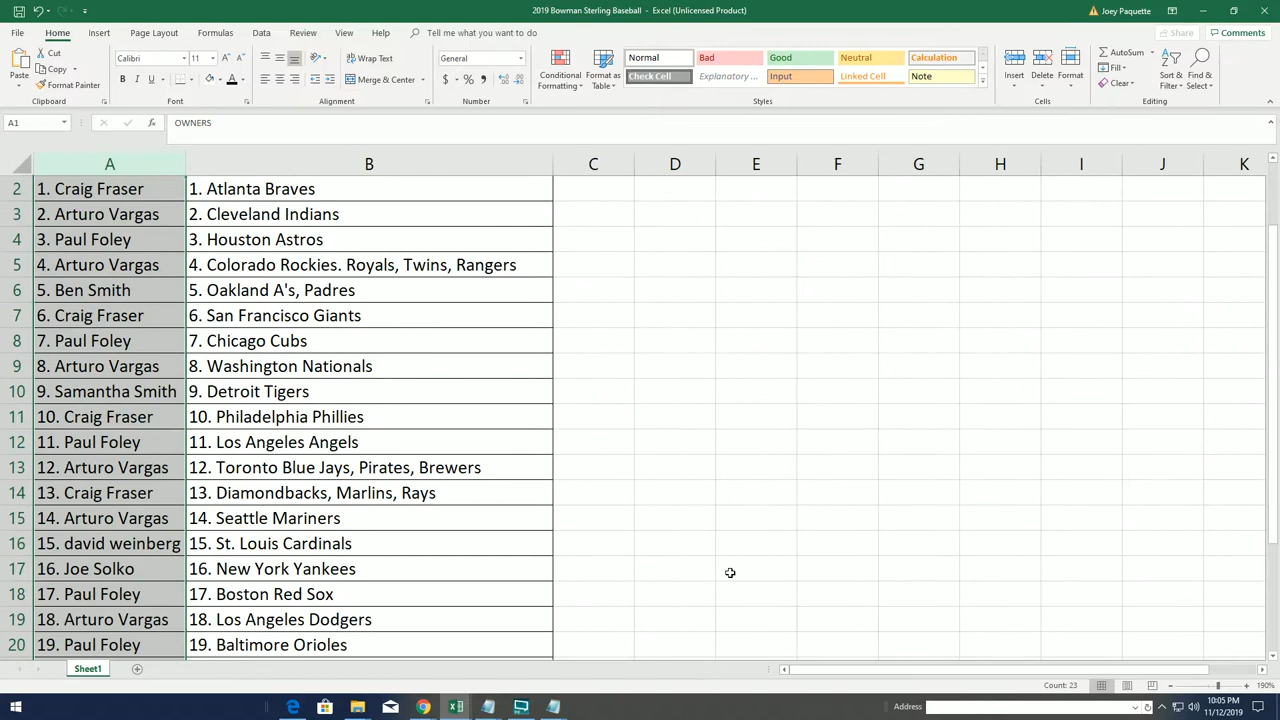 2019 Bowman Sterling Baseball - Excel (Unlicensed Product)
Joey Paquette
File Home Insert Page Layout Formulas Data Review View Help Tell me what you want to do
Share Comments
Paste
Cut
Copy
Format Painter
Calibri 11
B I U
Wrap Text
Merge & Center
General
$ % ,
Conditional Formatting
Format as Table
Normal Bad Good Neutral Calculation
Check Cell Explanatory ... Input Linked Cell Note
Insert Delete Format
AutoSum
Fill
Clear
Sort & Filter
Find & Select
Clipboard Font Alignment Number Styles Cells Editing
A1 fx OWNERS
A B C D E F G H I J K
2 1. Craig Fraser 1. Atlanta Braves
3 2. Arturo Vargas 2. Cleveland Indians
4 3. Paul Foley 3. Houston Astros
5 4. Arturo Vargas 4. Colorado Rockies. Royals, Twins, Rangers
6 5. Ben Smith 5. Oakland A's, Padres
7 6. Craig Fraser 6. San Francisco Giants
8 7. Paul Foley 7. Chicago Cubs
9 8. Arturo Vargas 8. Washington Nationals
10 9. Samantha Smith 9. Detroit Tigers
11 10. Craig Fraser 10. Philadelphia Phillies
12 11. Paul Foley 11. Los Angeles Angels
13 12. Arturo Vargas 12. Toronto Blue Jays, Pirates, Brewers
14 13. Craig Fraser 13. Diamondbacks, Marlins, Rays
15 14. Arturo Vargas 14. Seattle Mariners
16 15. david weinberg 15. St. Louis Cardinals
17 16. Joe Solko 16. New York Yankees
18 17. Paul Foley 17. Boston Red Sox
19 18. Arturo Vargas 18. Los Angeles Dodgers
20 19. Paul Foley 19. Baltimore Orioles
Sheet1
Count: 23 190%
Address
10:05 PM
11/12/2019